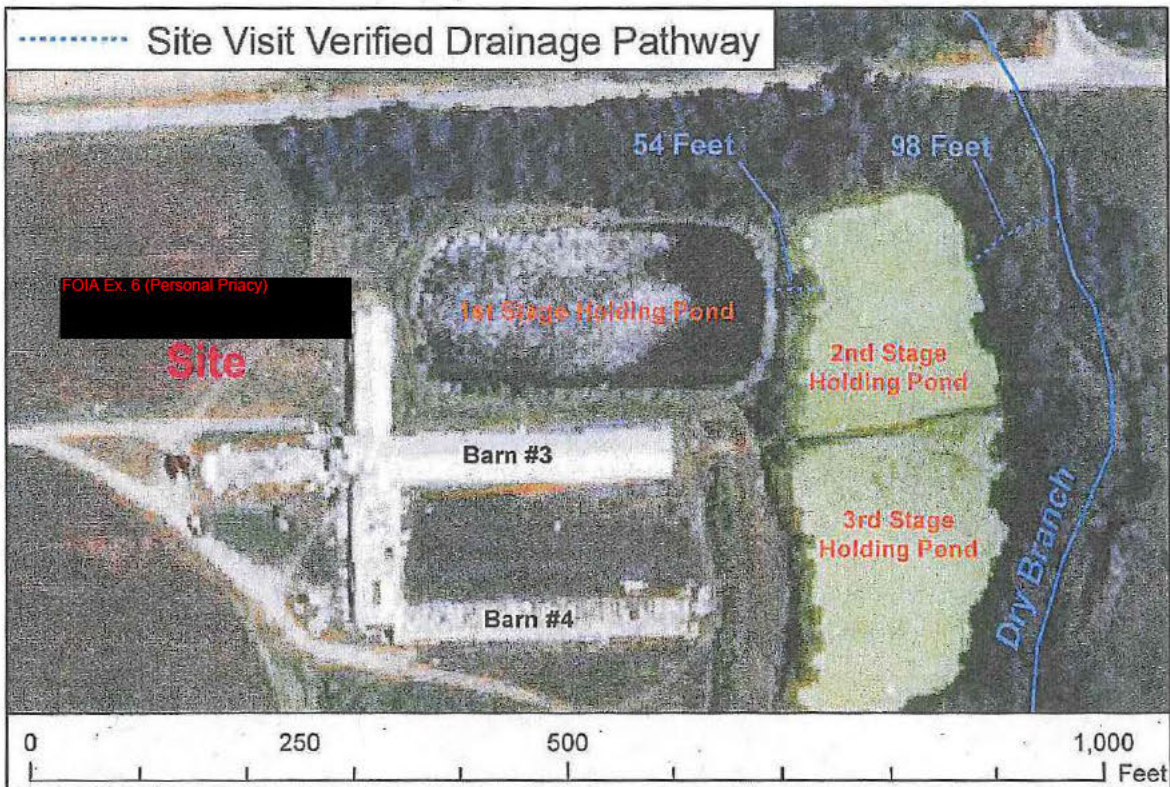 Site Visit Verified Drainage Pathway
54 Feet
98 Feet
FOIA Ex. 6 (Personal Priacy)
1st Stage Holding Pond
Site
2nd Stage
Holding Pond
Barn #3
3rd Stage
Holding Pond
Barn #4
Dry Branch
0 250 500 1,000
Feet